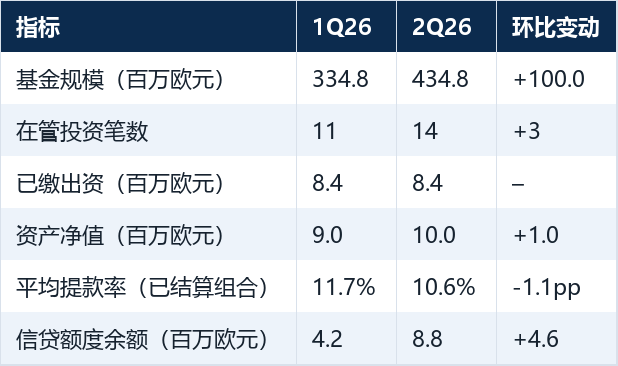 指标 1Q26 2Q26 环比变动
基金规模（百万欧元） 334.8 434.8 +100.0
在管投资笔数 11 14 +3
已缴出资（百万欧元） 8.4 8.4 –
资产净值（百万欧元） 9.0 10.0 +1.0
平均提款率（已结算组合） 11.7% 10.6% -1.1pp
信贷额度余额（百万欧元） 4.2 8.8 +4.6